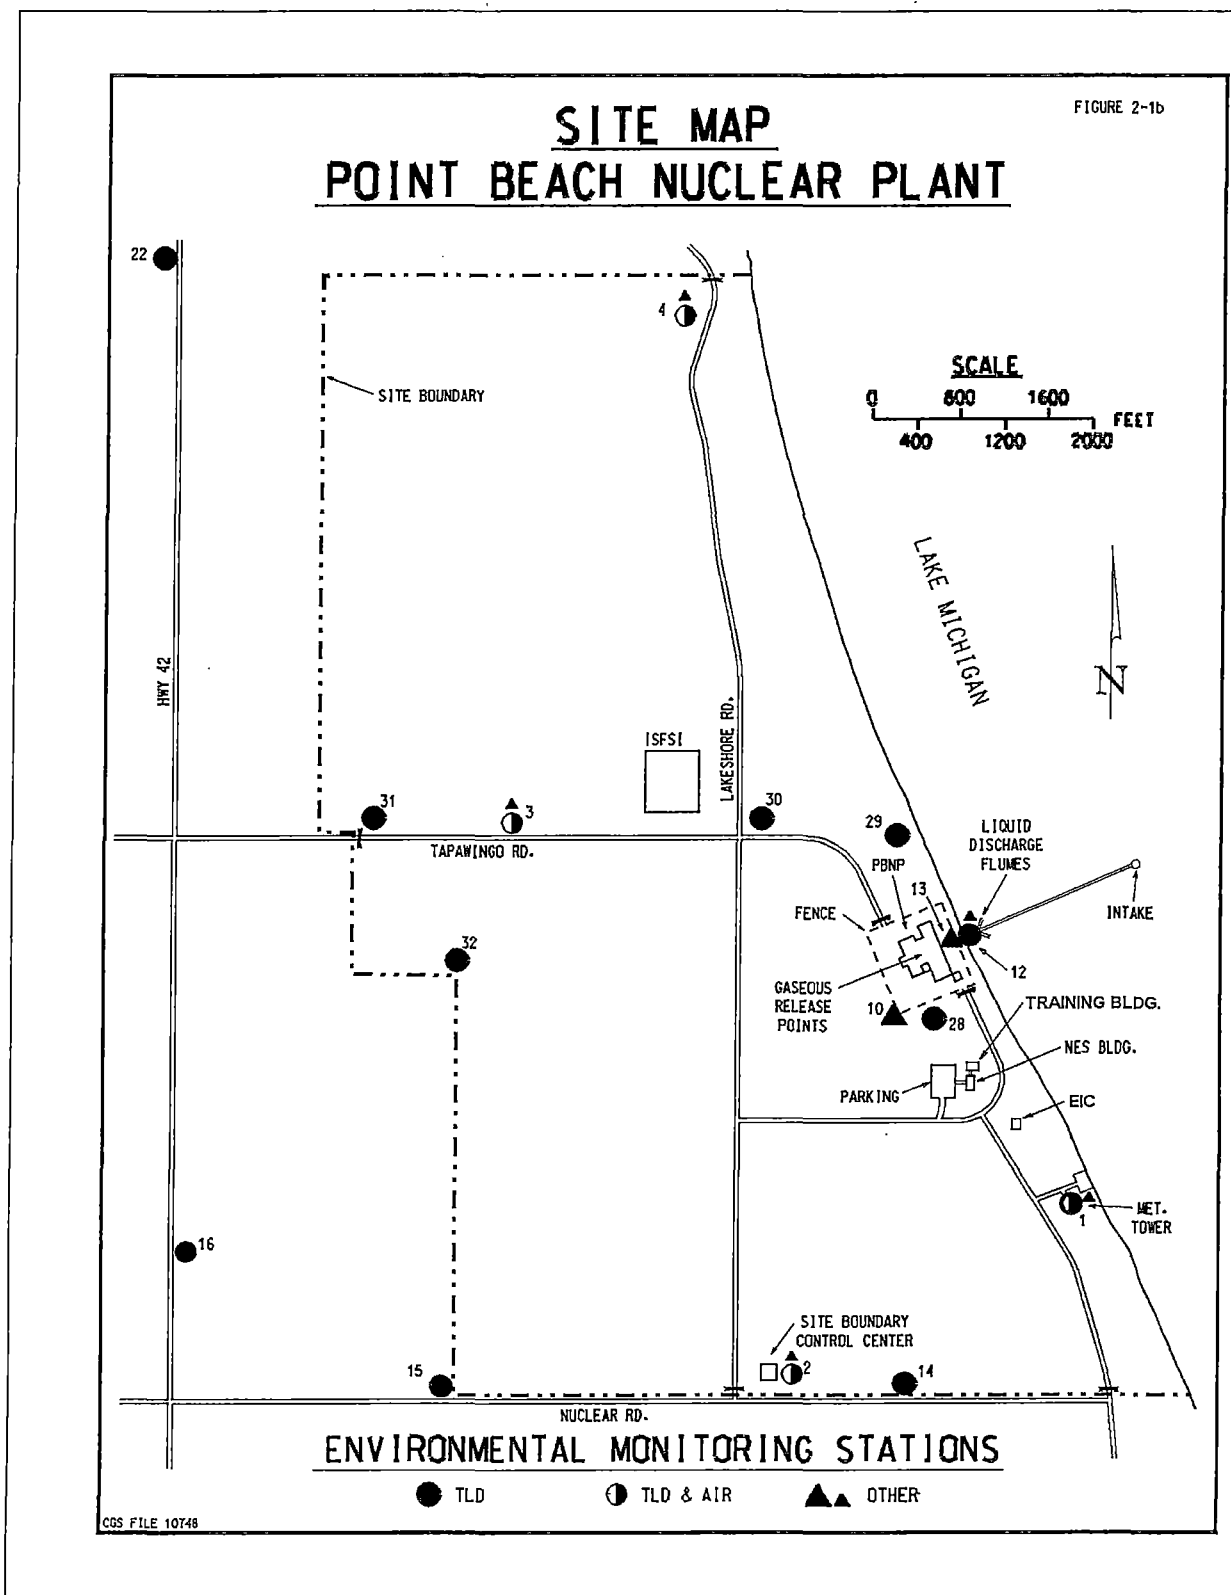 FIGURE 2-1b
SITE MAP
POINT BEACH NUCLEAR PLANT
22
4
SITE BOUNDARY
SCALE
0 800 1600
FEET
400 1200 2000
LAKE MICHIGAN
N
HWY 42
LAKESHORE RD.
ISFSI
31
3
30
29
TAPAWINGO RD.
LIQUID
DISCHARGE
FLUMES
PBNP
13
FENCE
INTAKE
32
12
GASEOUS
RELEASE
POINTS
10
28
TRAINING BLDG.
NES BLDG.
PARKING
EIC
1
MET.
TOWER
16
SITE BOUNDARY
CONTROL CENTER
15
2
14
NUCLEAR RD.
ENVIRONMENTAL MONITORING STATIONS
TLD TLD & AIR OTHER
CGS FILE 10748